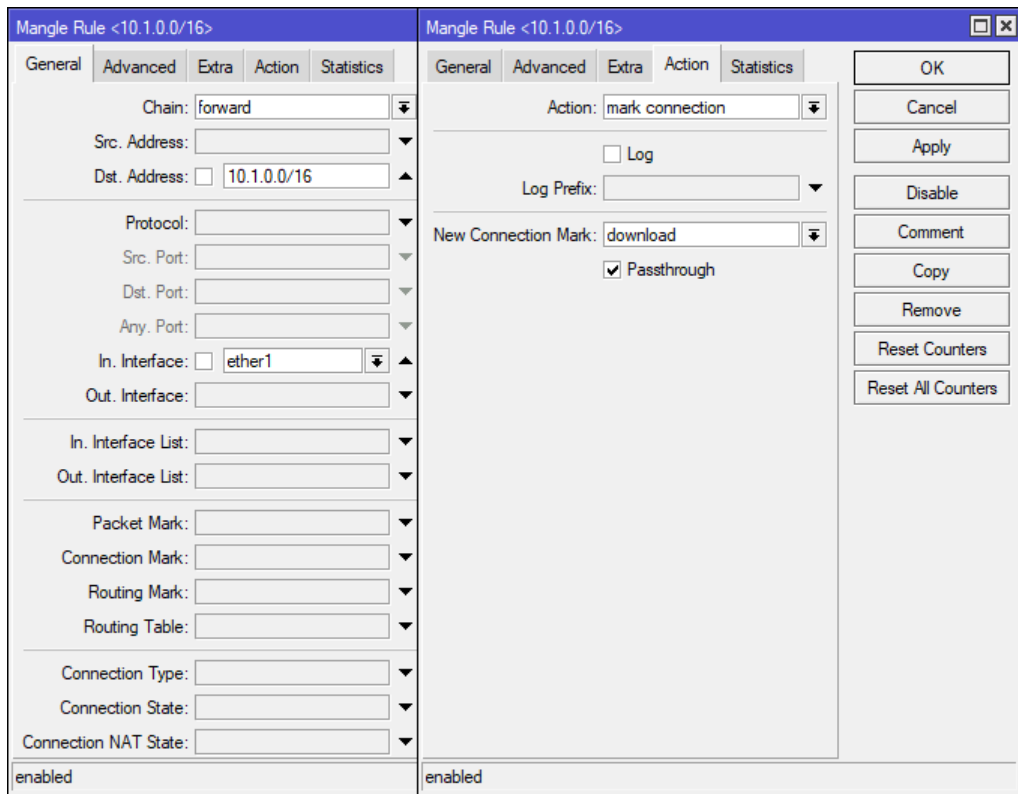 Mangle Rule <10.1.0.0/16>
General Advanced Extra Action Statistics
Chain: forward
Src. Address:
Dst. Address: 10.1.0.0/16
Protocol:
Src. Port:
Dst. Port:
Any. Port:
In. Interface: ether1
Out. Interface:
In. Interface List:
Out. Interface List:
Packet Mark:
Connection Mark:
Routing Mark:
Routing Table:
Connection Type:
Connection State:
Connection NAT State:
enabled
Mangle Rule <10.1.0.0/16>
General Advanced Extra Action Statistics
Action: mark connection
Log
Log Prefix:
New Connection Mark: download
Passthrough
enabled
OK
Cancel
Apply
Disable
Comment
Copy
Remove
Reset Counters
Reset All Counters